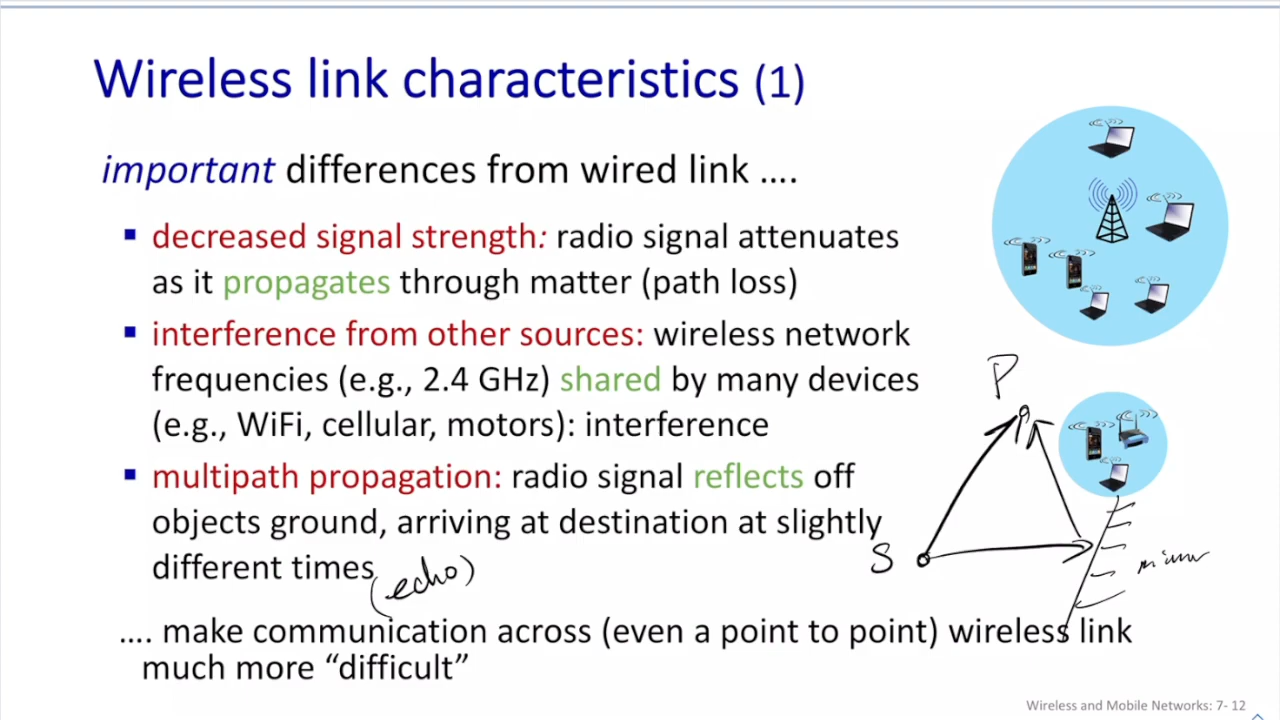 Wireless link characteristics (1)
important differences from wired link ….
decreased signal strength: radio signal attenuates
as it propagates through matter (path loss)
interference from other sources: wireless network
frequencies (e.g., 2.4 GHz) shared by many devices
(e.g., WiFi, cellular, motors): interference
multipath propagation: radio signal reflects off
objects ground, arriving at destination at slightly
different times
(echo)
…. make communication across (even a point to point) wireless link
much more “difficult”
P
S
mirror
Wireless and Mobile Networks: 7- 12